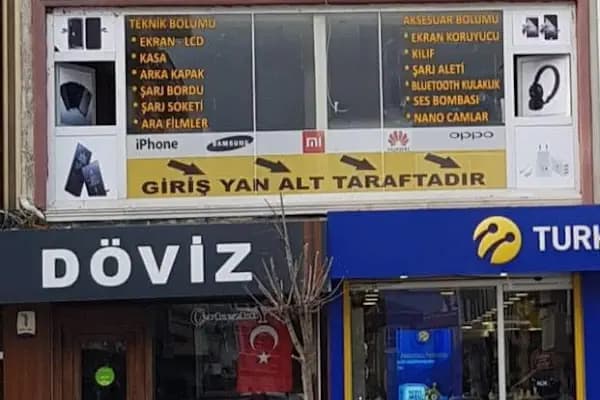 TEKNİK BÖLÜMÜ
* EKRAN - LCD
* KASA
* ARKA KAPAK
* ŞARJ BORDU
* ŞARJ SOKETİ
* ARA FİLMLER
AKSESUAR BÖLÜMÜ
* EKRAN KORUYUCU
* KILIF
* ŞARJ ALETİ
* BLUETOOTH KULAKLIK
* SES BOMBASI
* NANO CAMLAR
iPhone SAMSUNG mi HUAWEI oppo
GİRİŞ YAN ALT TARAFTADIR
DÖVİZ
TURK